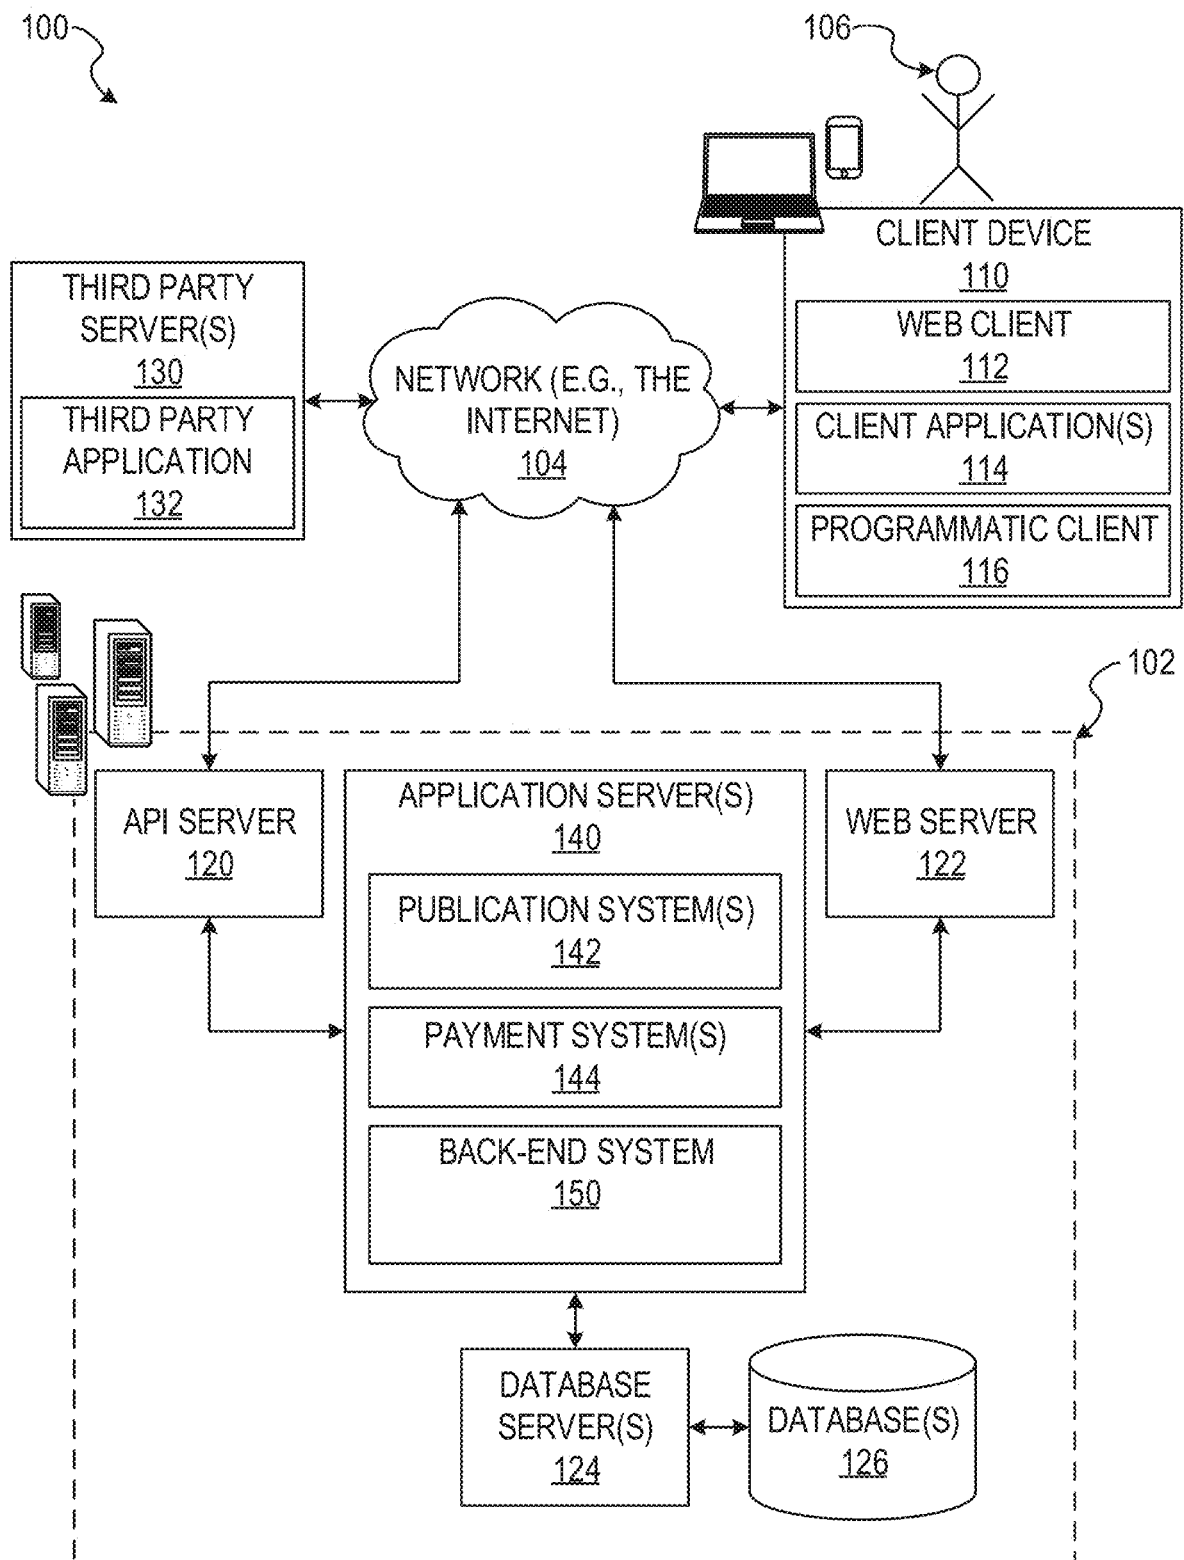 100
106
CLIENT DEVICE
110
WEB CLIENT
112
CLIENT APPLICATION(S)
114
PROGRAMMATIC CLIENT
116
THIRD PARTY
SERVER(S)
130
THIRD PARTY
APPLICATION
132
NETWORK (E.G., THE
INTERNET)
104
102
API SERVER
120
APPLICATION SERVER(S)
140
PUBLICATION SYSTEM(S)
142
PAYMENT SYSTEM(S)
144
BACK-END SYSTEM
150
WEB SERVER
122
DATABASE
SERVER(S)
124
DATABASE(S)
126